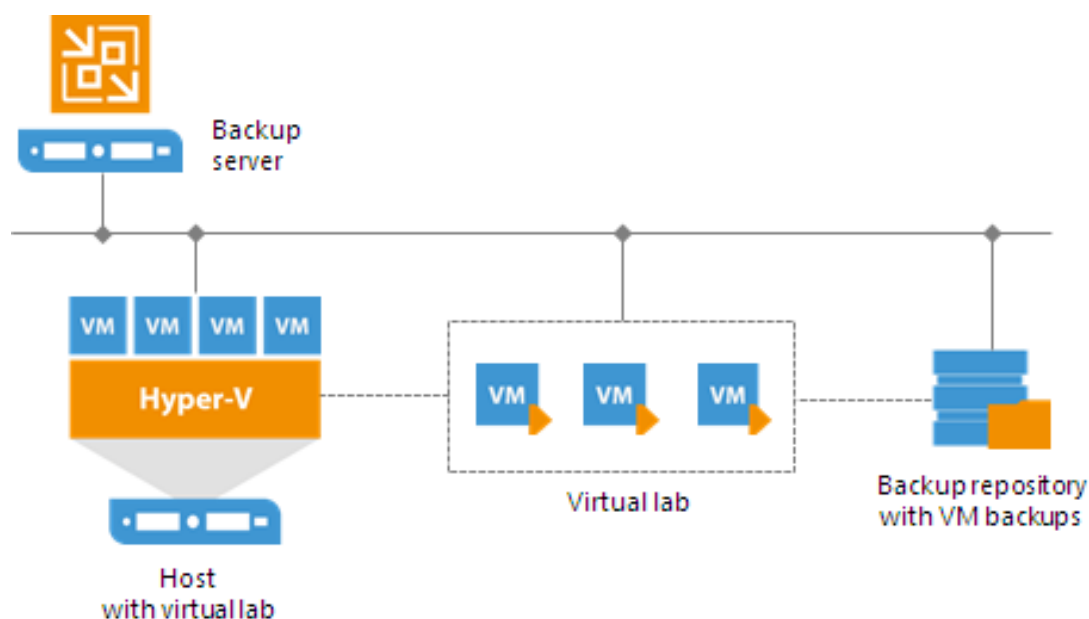 Backup
server
VM VM VM VM
Hyper-V
VM VM VM
Virtual lab
Backup repository
with VM backups
Host
with virtual lab